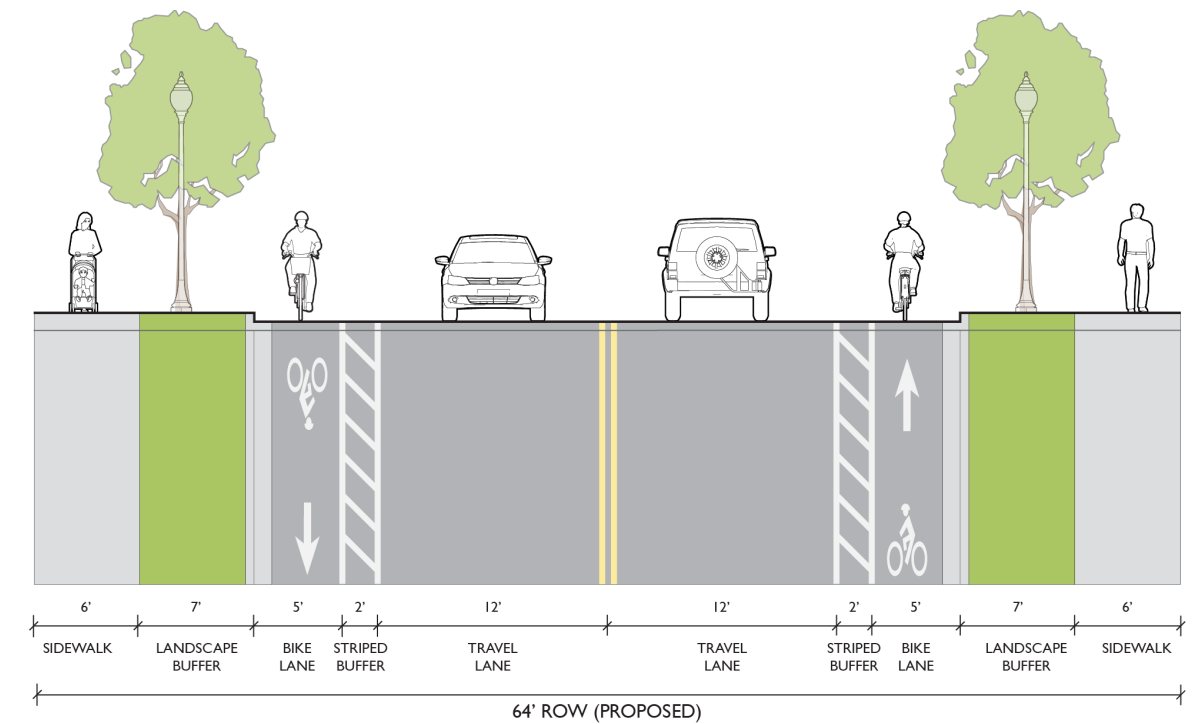 6’ 7’ 5’ 2’ 12’ 12’ 2’ 5’ 7’ 6’
SIDEWALK LANDSCAPE BIKE STRIPED TRAVEL TRAVEL STRIPED BIKE LANDSCAPE SIDEWALK
BUFFER LANE BUFFER LANE LANE BUFFER LANE BUFFER
64’ ROW (PROPOSED)